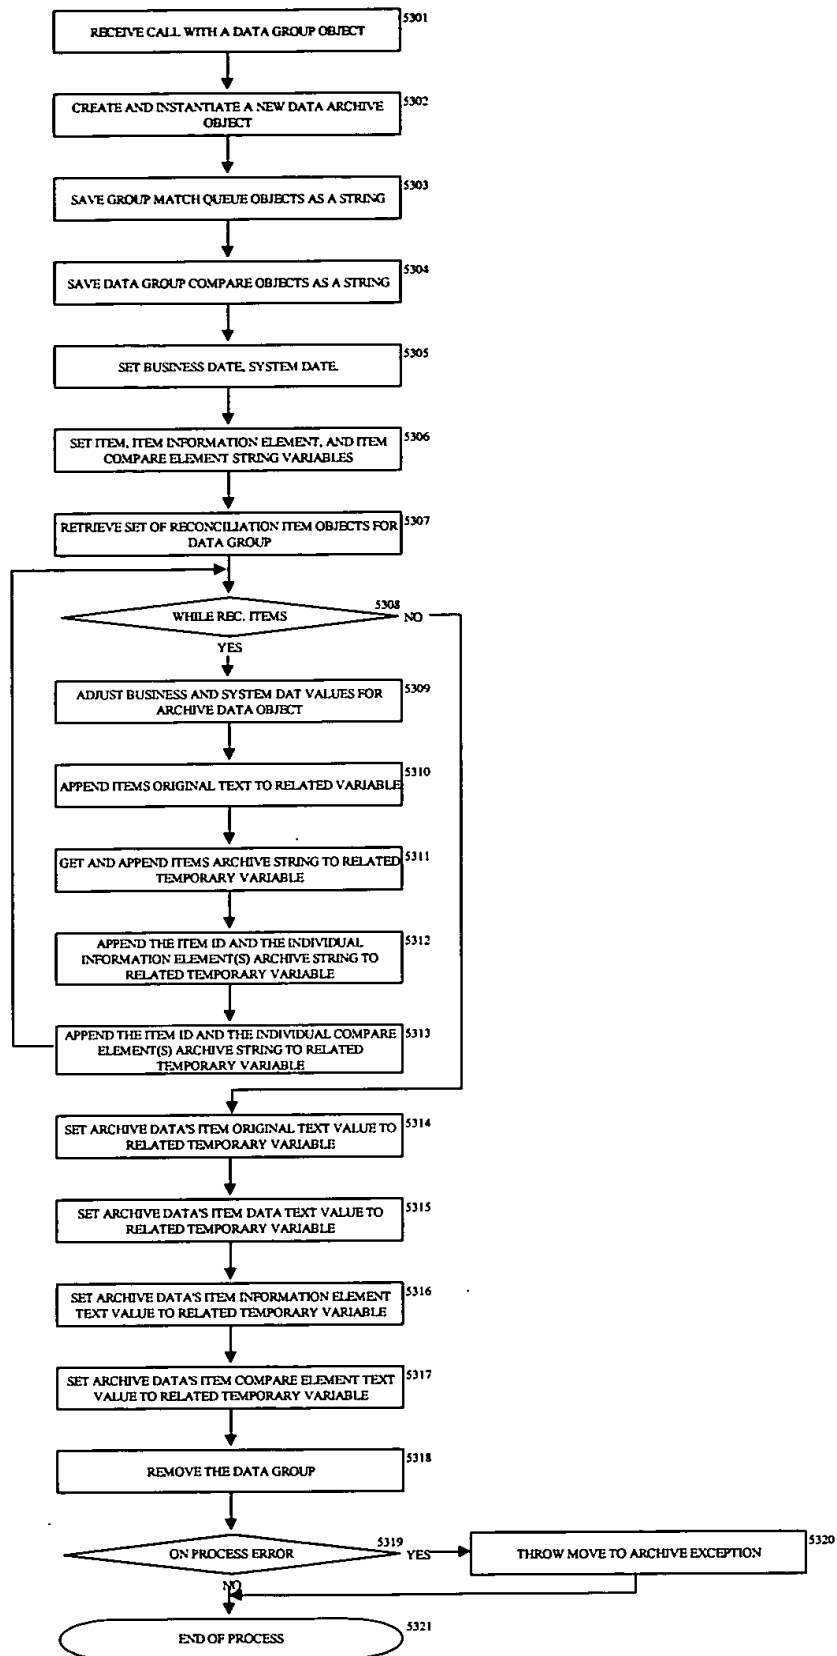 5301
RECEIVE CALL WITH A DATA GROUP OBJECT
5302
CREATE AND INSTANTIATE A NEW DATA ARCHIVE
OBJECT
5303
SAVE GROUP MATCH QUEUE OBJECTS AS A STRING
5304
SAVE DATA GROUP COMPARE OBJECTS AS A STRING
5305
SET BUSINESS DATE, SYSTEM DATE.
5306
SET ITEM, ITEM INFORMATION ELEMENT, AND ITEM
COMPARE ELEMENT STRING VARIABLES
5307
RETRIEVE SET OF RECONCILIATION ITEM OBJECTS FOR
DATA GROUP
5308
WHILE REC. ITEMS
NO
YES
5309
ADJUST BUSINESS AND SYSTEM DAT VALUES FOR
ARCHIVE DATA OBJECT
5310
APPEND ITEMS ORIGINAL TEXT TO RELATED VARIABLE
5311
GET AND APPEND ITEMS ARCHIVE STRING TO RELATED
TEMPORARY VARIABLE
5312
APPEND THE ITEM ID AND THE INDIVIDUAL
INFORMATION ELEMENT(S) ARCHIVE STRING TO
RELATED TEMPORARY VARIABLE
5313
APPEND THE ITEM ID AND THE INDIVIDUAL COMPARE
ELEMENT(S) ARCHIVE STRING TO RELATED
TEMPORARY VARIABLE
5314
SET ARCHIVE DATA'S ITEM ORIGINAL TEXT VALUE TO
RELATED TEMPORARY VARIABLE
5315
SET ARCHIVE DATA'S ITEM DATA TEXT VALUE TO
RELATED TEMPORARY VARIABLE
5316
SET ARCHIVE DATA'S ITEM INFORMATION ELEMENT
TEXT VALUE TO RELATED TEMPORARY VARIABLE
5317
SET ARCHIVE DATA'S ITEM COMPARE ELEMENT TEXT
VALUE TO RELATED TEMPORARY VARIABLE
5318
REMOVE THE DATA GROUP
5319
ON PROCESS ERROR
YES
5320
THROW MOVE TO ARCHIVE EXCEPTION
NO
5321
END OF PROCESS